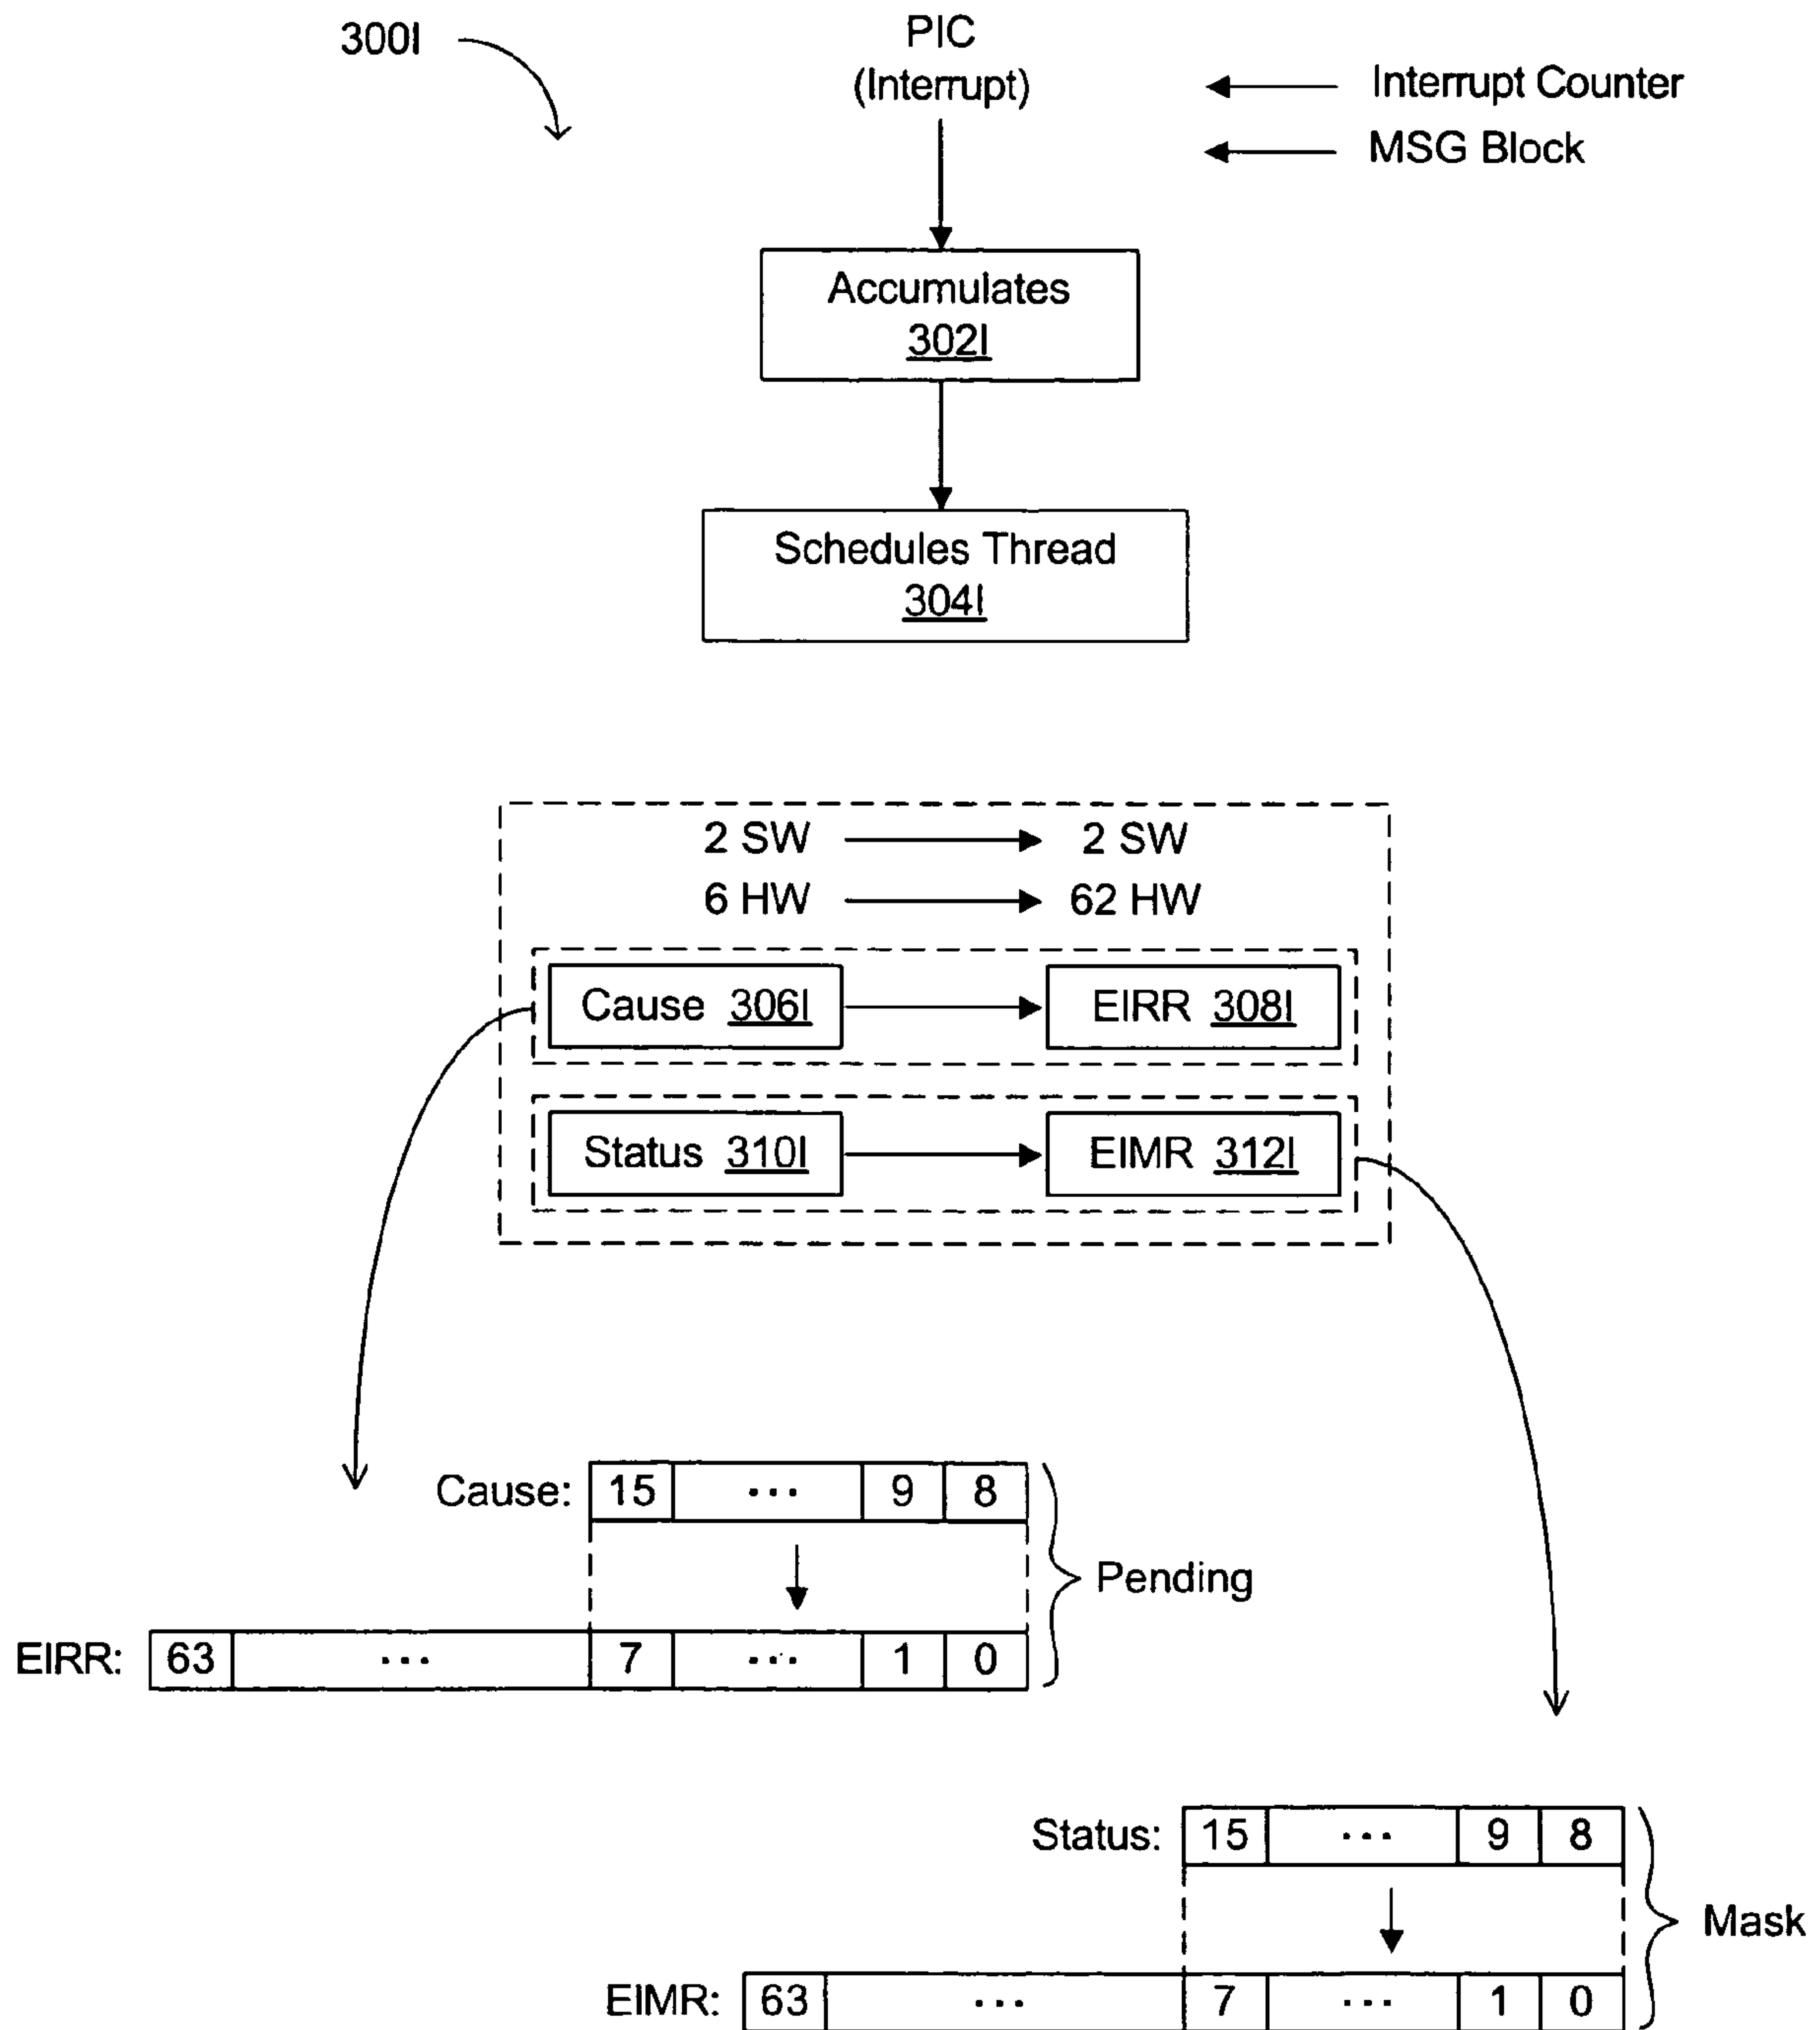 300I
PIC
(Interrupt)
Interrupt Counter
MSG Block
Accumulates
302I
Schedules Thread
304I
2 SW 2 SW
6 HW 62 HW
Cause 306I EIRR 308I
Status 310I EIMR 312I
Cause: 15 ... 9 8
Pending
EIRR: 63 ... 7 ... 1 0
Status: 15 ... 9 8
Mask
EIMR: 63 ... 7 ... 1 0